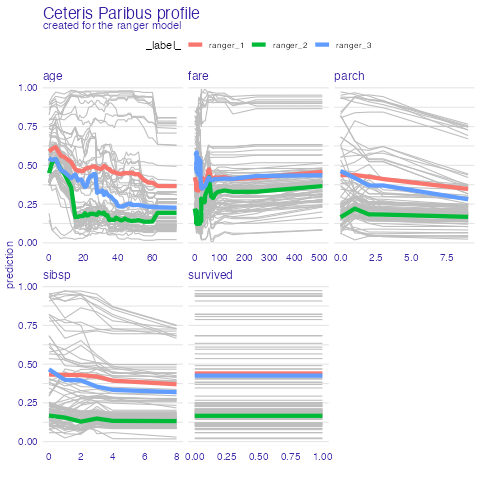 Ceteris Paribus profile
created for the ranger model
_label_ ranger_1 ranger_2 ranger_3
age fare parch
1.00
0.75
0.50
0.25
0.00
0 20 40 60 0 100 200 300 400 500 0.0 2.5 5.0 7.5
prediction
sibsp survived
1.00
0.75
0.50
0.25
0.00
0 2 4 6 8 0.00 0.25 0.50 0.75 1.00